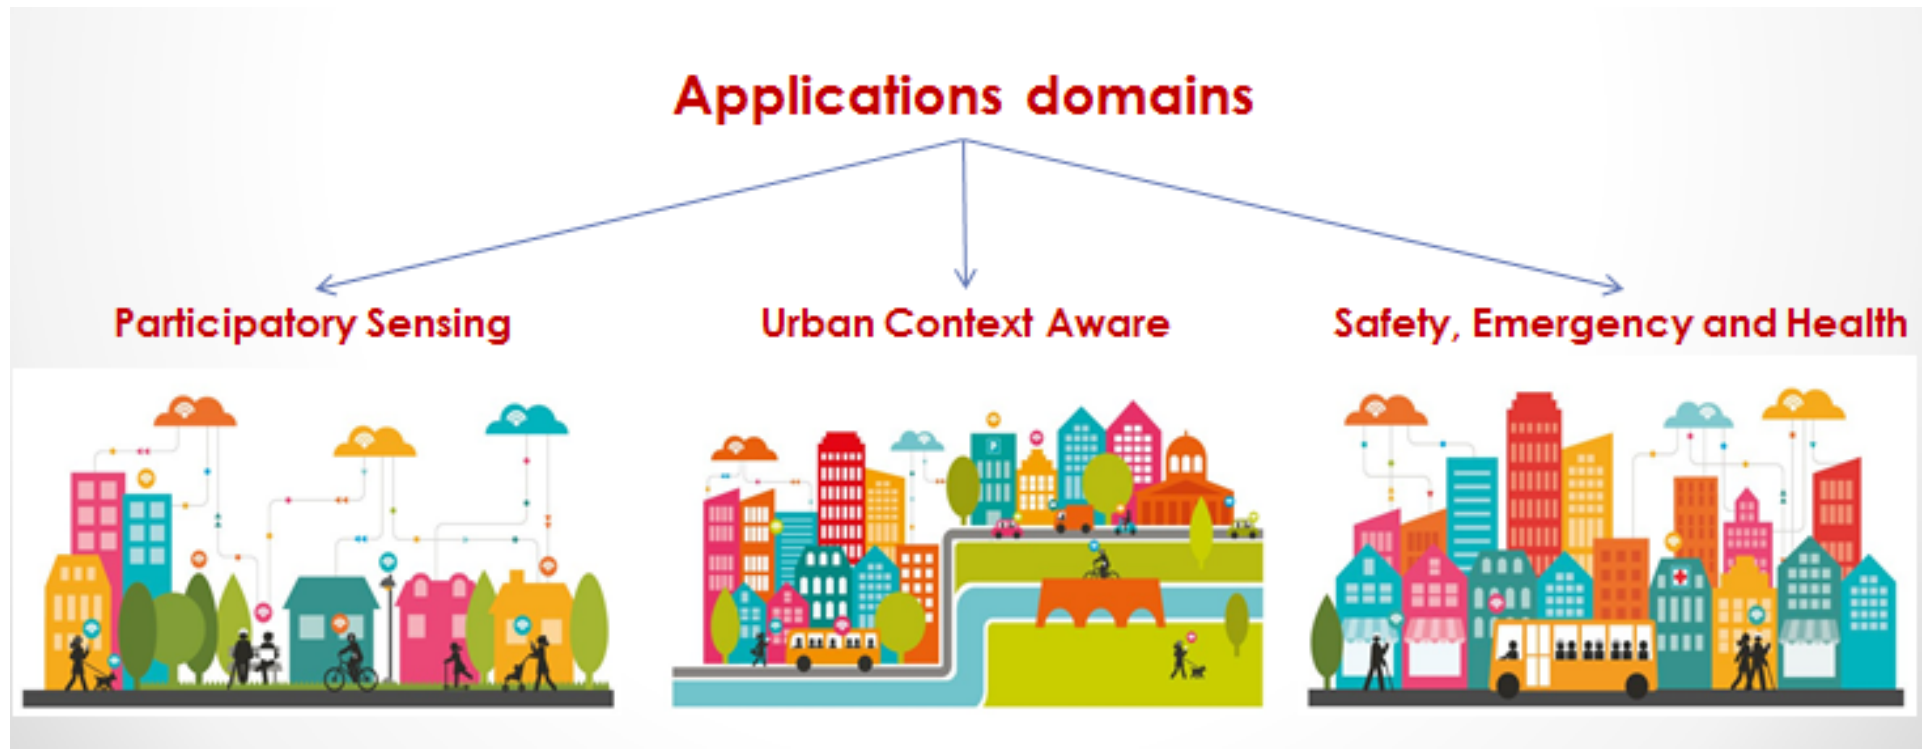 Applications domains
Participatory Sensing
Urban Context Aware
Safety, Emergency and Health
P